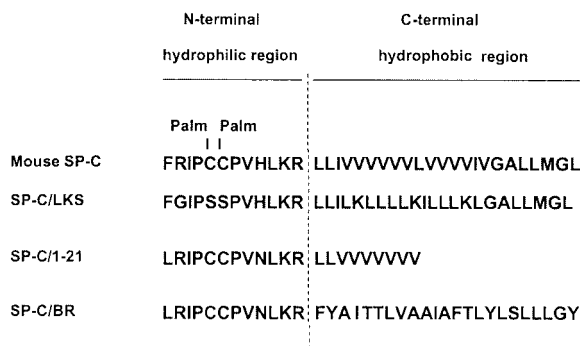 N-terminal C-terminal
hydrophilic region hydrophobic region
Palm Palm
Mouse SP-C FRIPCCPVHLKR LLIVVVVVVLVVVVIVGALLMGL
SP-C/LKS FGIPSSPVHLKR LLILKLLLLKILLLKLGALLMGL
SP-C/1-21 LRIPCCPVNLKR LLVVVVVVV
SP-C/BR LRIPCCPVNLKR FYAITTLVAAIAFTLYLSLLLGY